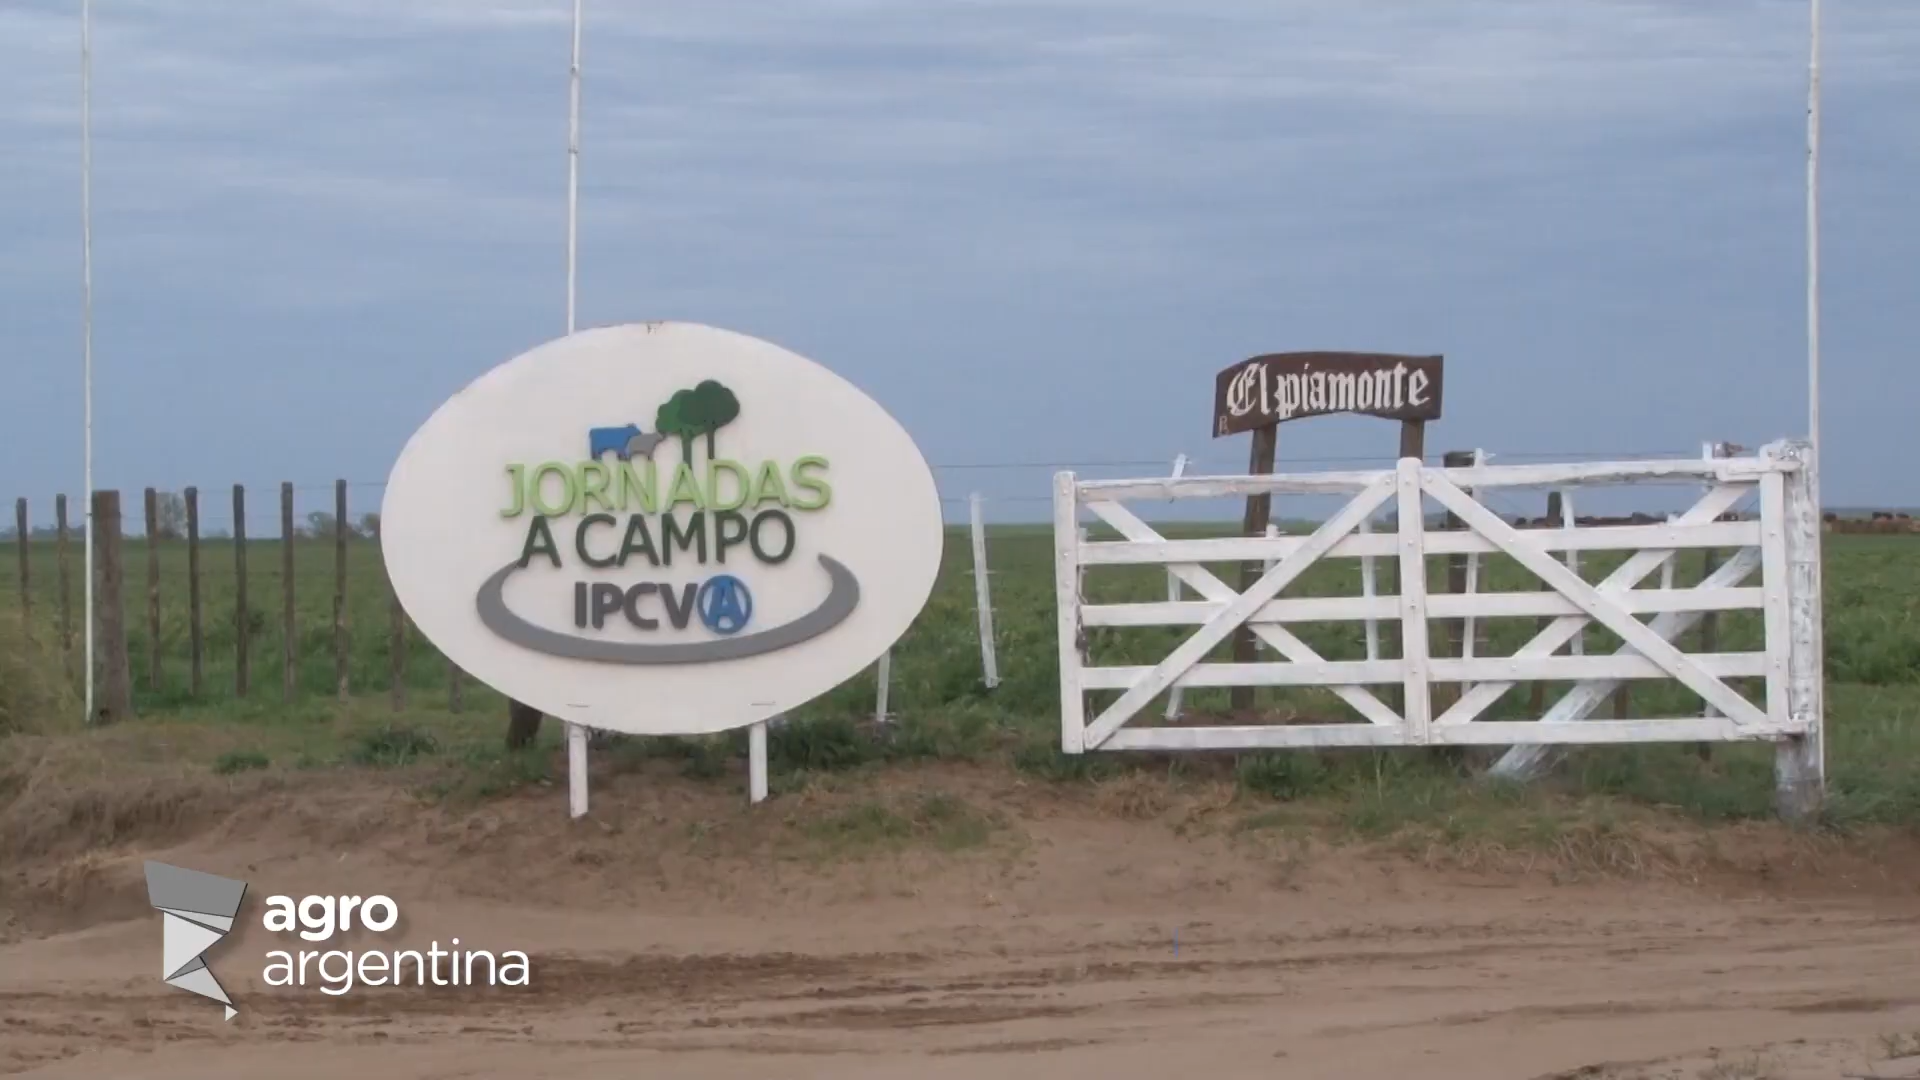 JORNADAS
A CAMPO
IPCVA
El piamonte
agro
argentina